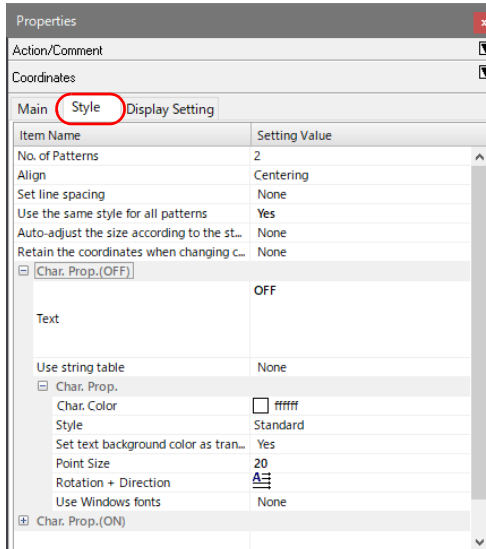 Properties
Action/Comment
Coordinates
Main Style Display Setting
Item Name Setting Value
No. of Patterns 2
Align Centering
Set line spacing None
Use the same style for all patterns Yes
Auto-adjust the size according to the st... None
Retain the coordinates when changing c... None
Char. Prop.(OFF)
Text OFF
Use string table None
Char. Prop.
Char. Color ffffff
Style Standard
Set text background color as tran... Yes
Point Size 20
Rotation + Direction A
Use Windows fonts None
Char. Prop.(ON)